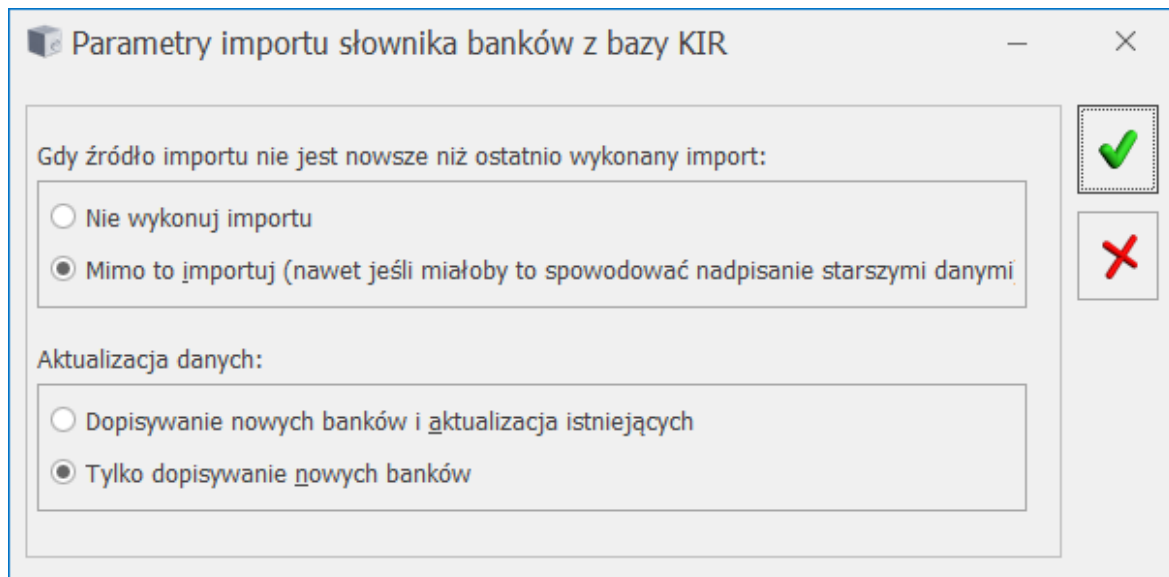 Parametry importu słownika banków z bazy KIR
Gdy źródło importu nie jest nowsze niż ostatnio wykonany import:
Nie wykonuj importu
Mimo to importuj (nawet jeśli miałoby to spowodować nadpisanie starszymi danymi)
Aktualizacja danych:
Dopisywanie nowych banków i aktualizacja istniejących
Tylko dopisywanie nowych banków